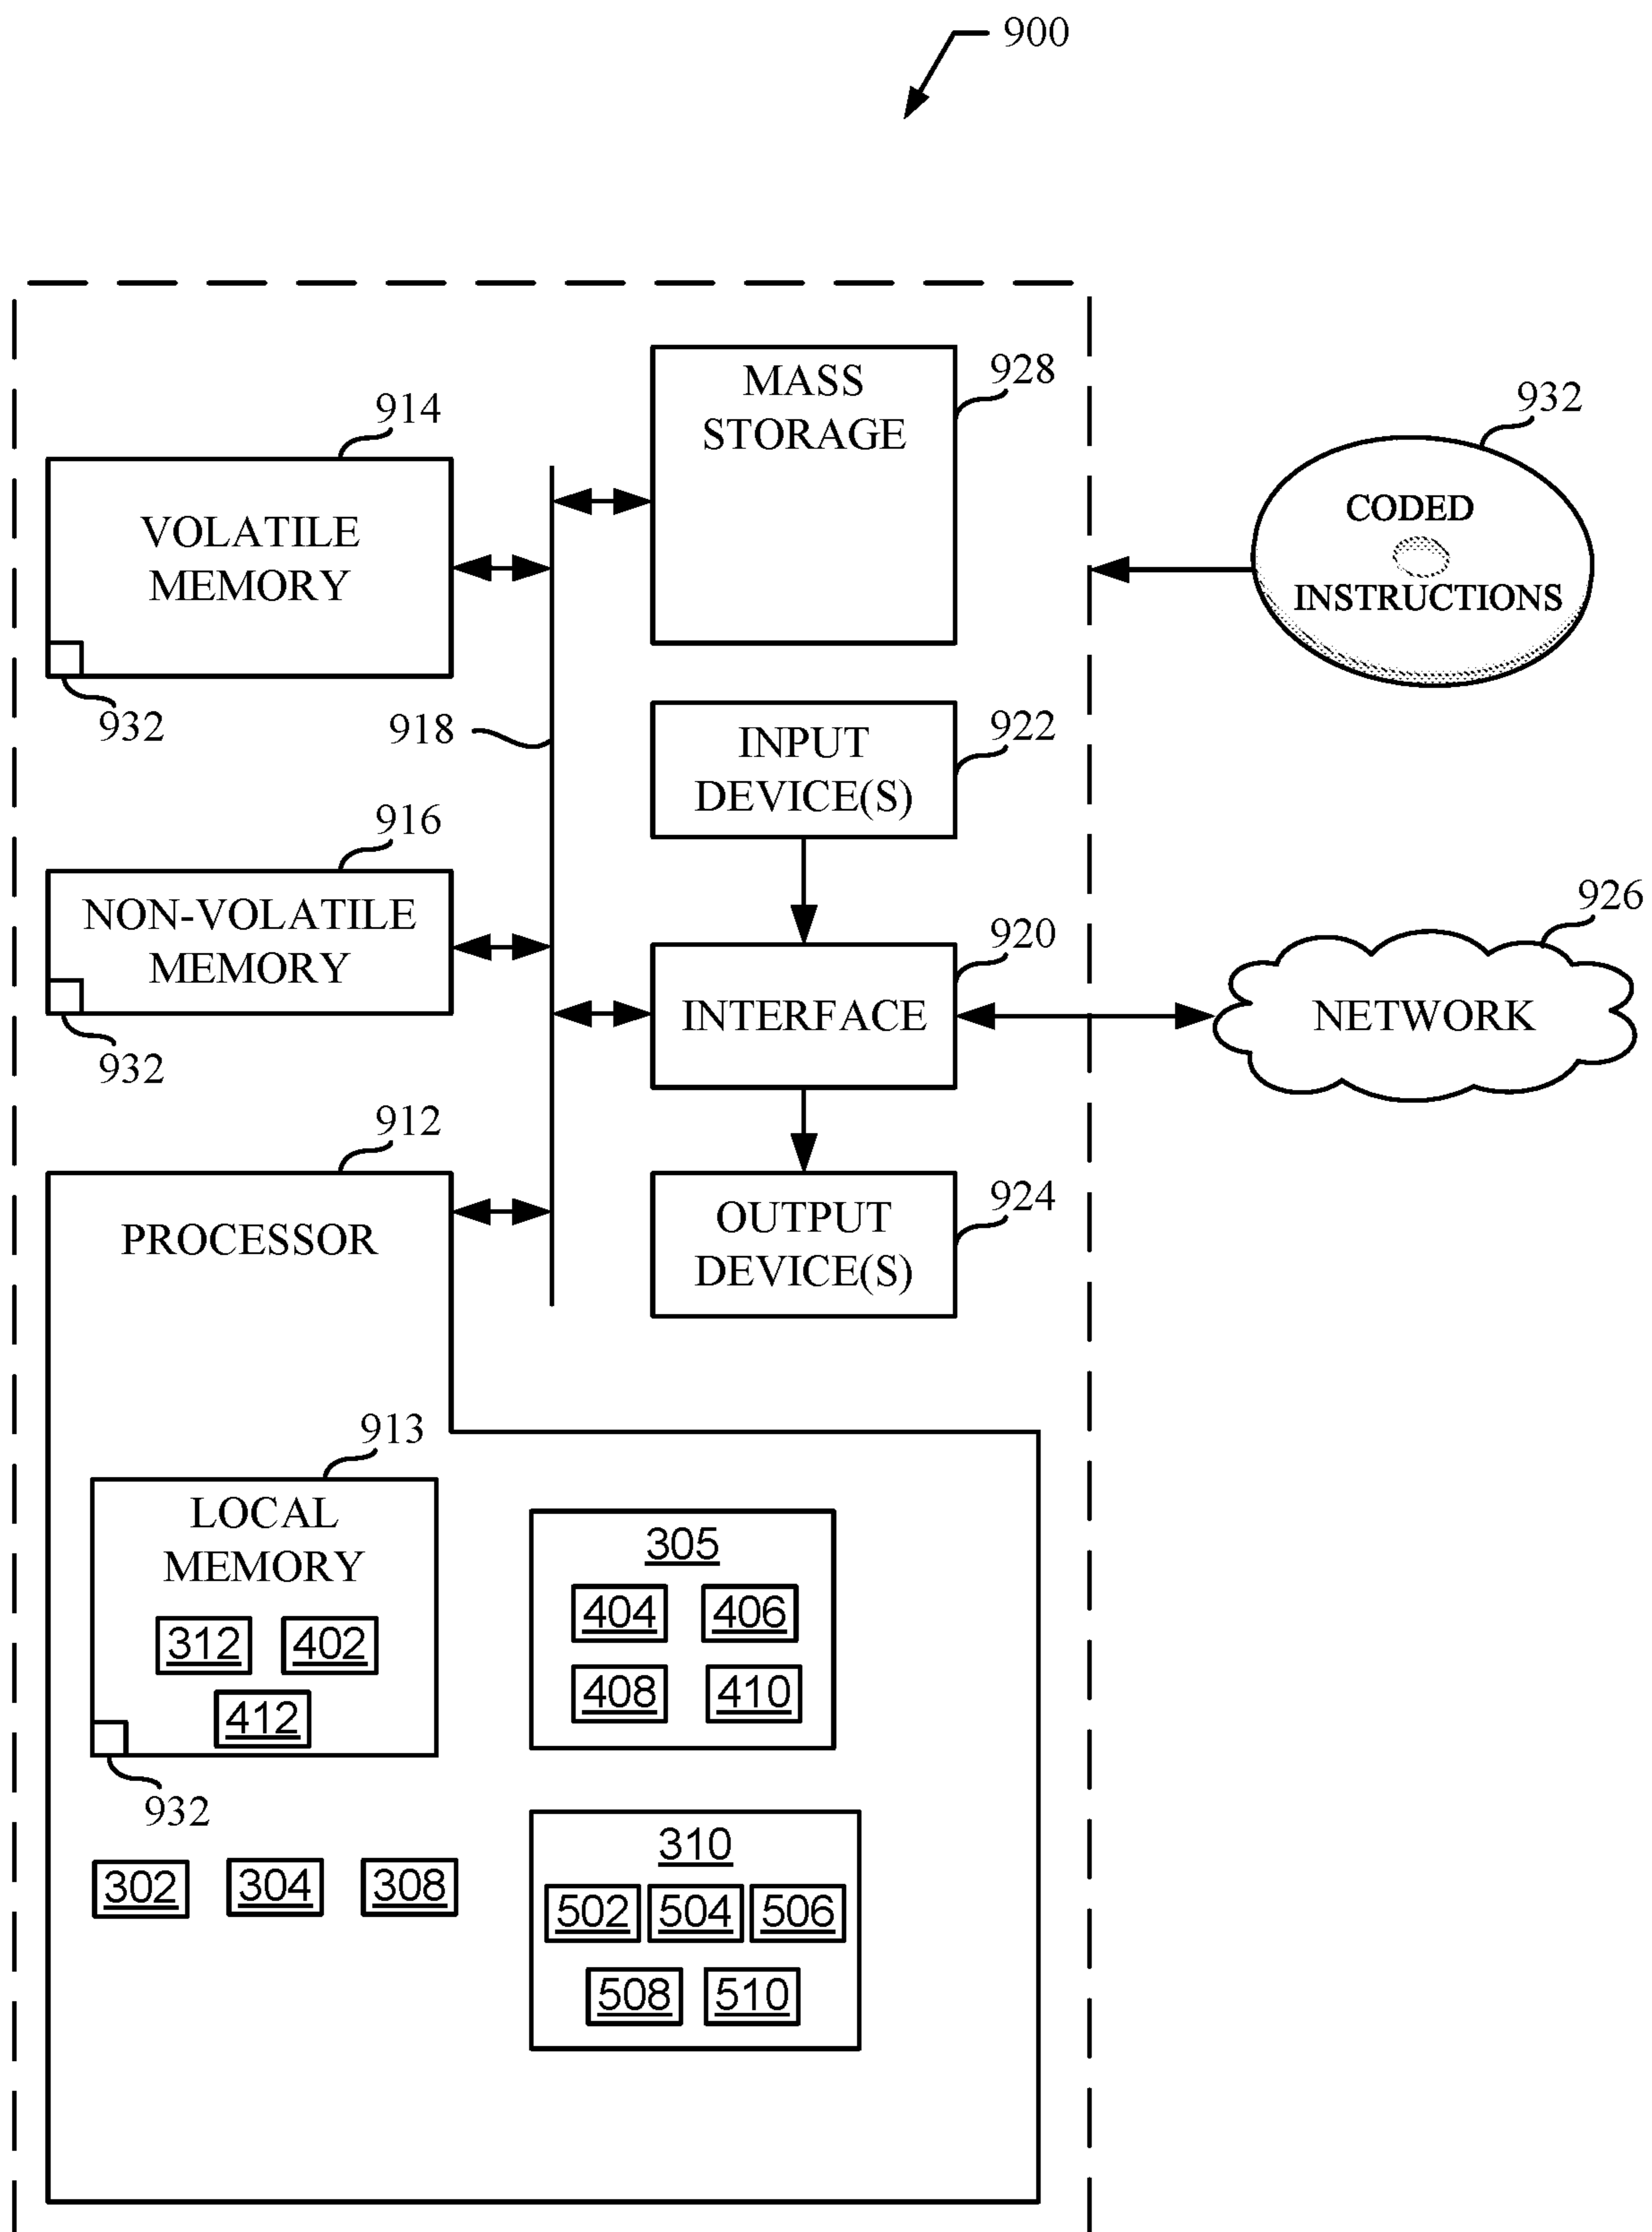 900
914
VOLATILE
MEMORY
932
MASS
STORAGE
928
932
CODED
INSTRUCTIONS
918
INPUT
DEVICE(S)
922
916
NON-VOLATILE
MEMORY
932
INTERFACE
920
926
NETWORK
912
PROCESSOR
OUTPUT
DEVICE(S)
924
913
LOCAL
MEMORY
312 402
412
932
302 304 308
305
404 406
408 410
310
502 504 506
508 510